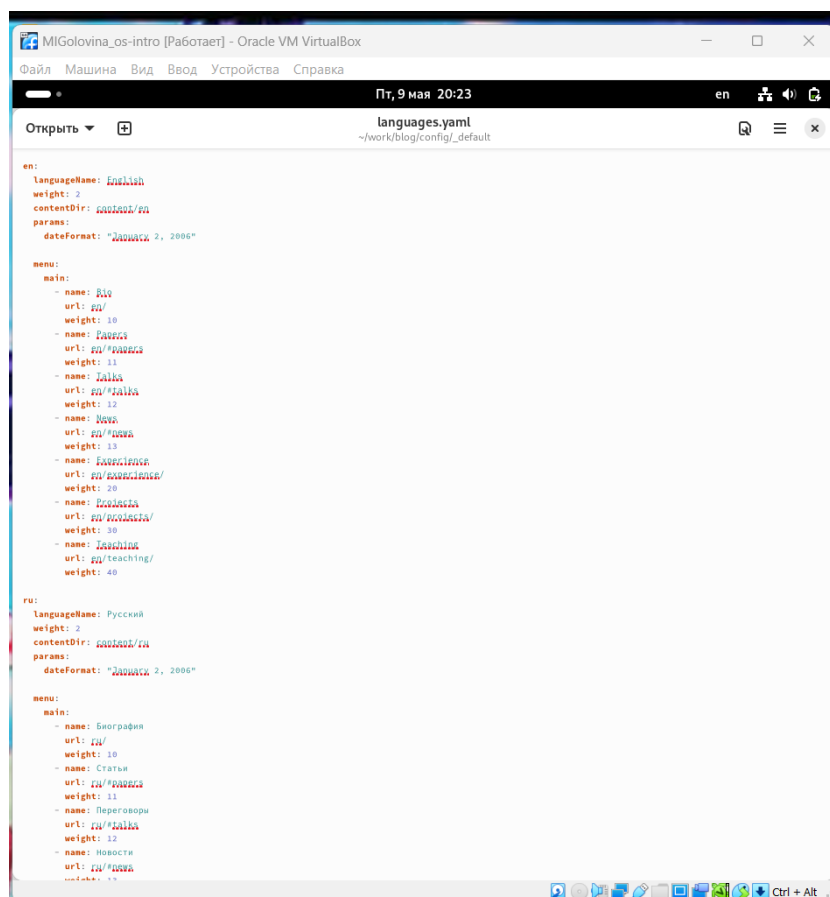 MIGolovina_os-intro [Работает] - Oracle VM VirtualBox
Файл Машина Вид Ввод Устройства Справка
Пт, 9 мая 20:23 en
Открыть languages.yaml
~/work/blog/config/_default
en:
languageName: English
weight: 2
contentDir: content/en
params:
dateFormat: "January 2, 2006"
menu:
main:
- name: Bio
url: en/
weight: 10
- name: Papers
url: en/#papers
weight: 11
- name: Talks
url: en/#talks
weight: 12
- name: News
url: en/#news
weight: 13
- name: Experience
url: en/experience/
weight: 20
- name: Projects
url: en/projects/
weight: 30
- name: Teaching
url: en/teaching/
weight: 40
ru:
languageName: Русский
weight: 2
contentDir: content/ru
params:
dateFormat: "January 2, 2006"
menu:
main:
- name: Биография
url: ru/
weight: 10
- name: Статьи
url: ru/#papers
weight: 11
- name: Переговоры
url: ru/#talks
weight: 12
- name: Новости
url: ru/#news
weight: 13
Ctrl + Alt